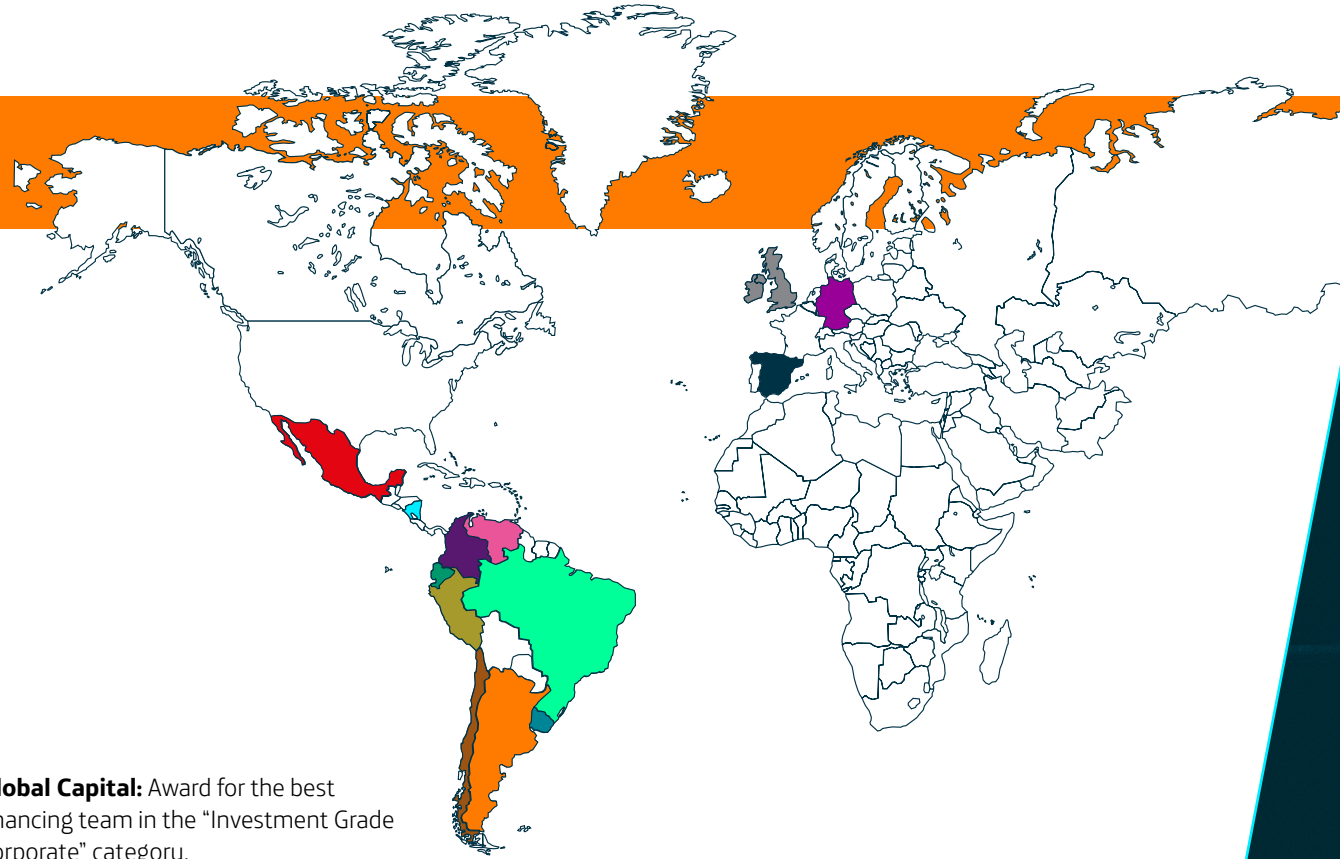 lobal Capital: Award for the best
nancing team in the “Investment Grade
orporate” category.